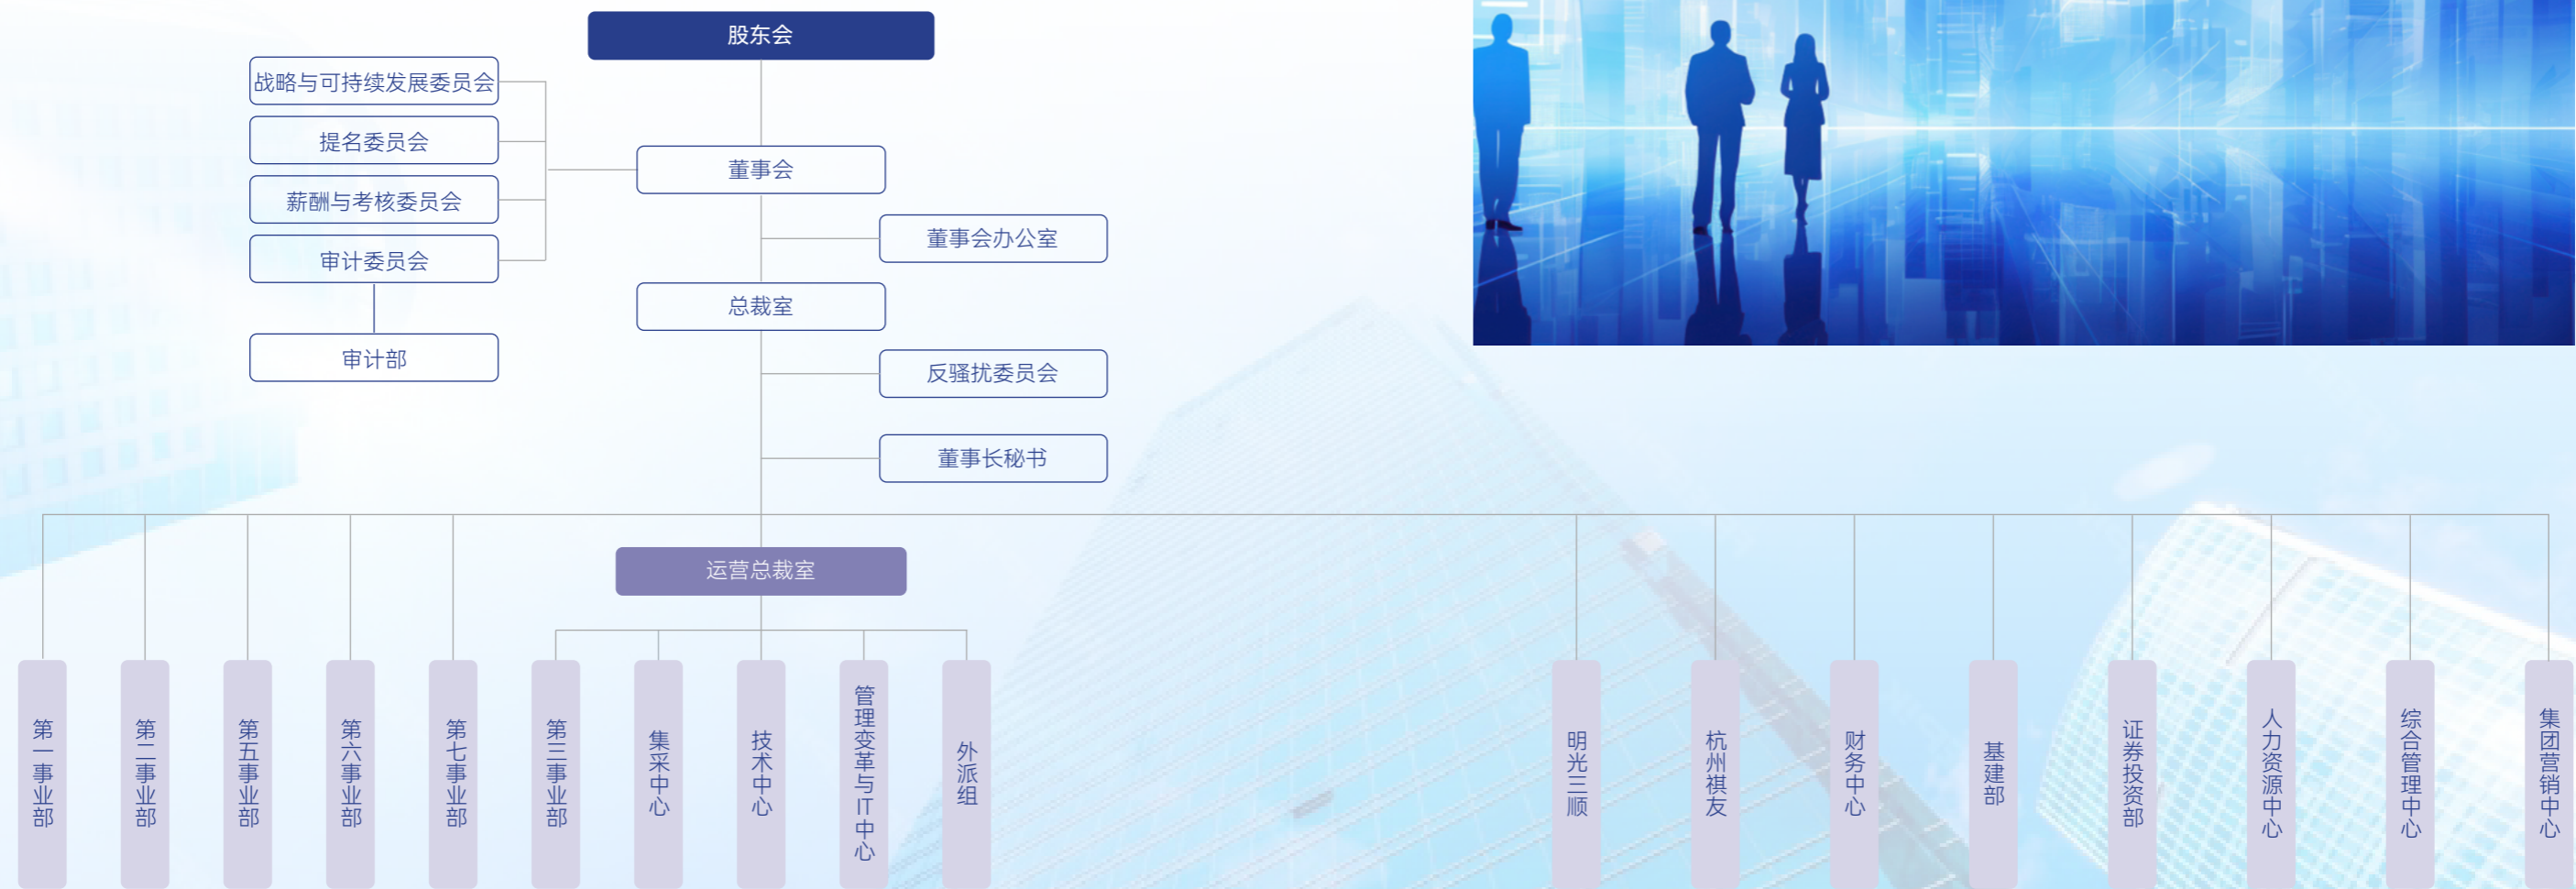 股东会
战略与可持续发展委员会
提名委员会
董事会
薪酬与考核委员会
董事会办公室
审计委员会
总裁室
审计部
反骚扰委员会
董事长秘书
运营总裁室
第一事业部
第二事业部
第五事业部
第六事业部
第七事业部
第三事业部
集采中心
技术中心
管理变革与IT中心
外派组
明光三顺
杭州祺友
财务中心
基建部
证券投资部
人力资源中心
综合管理中心
集团营销中心